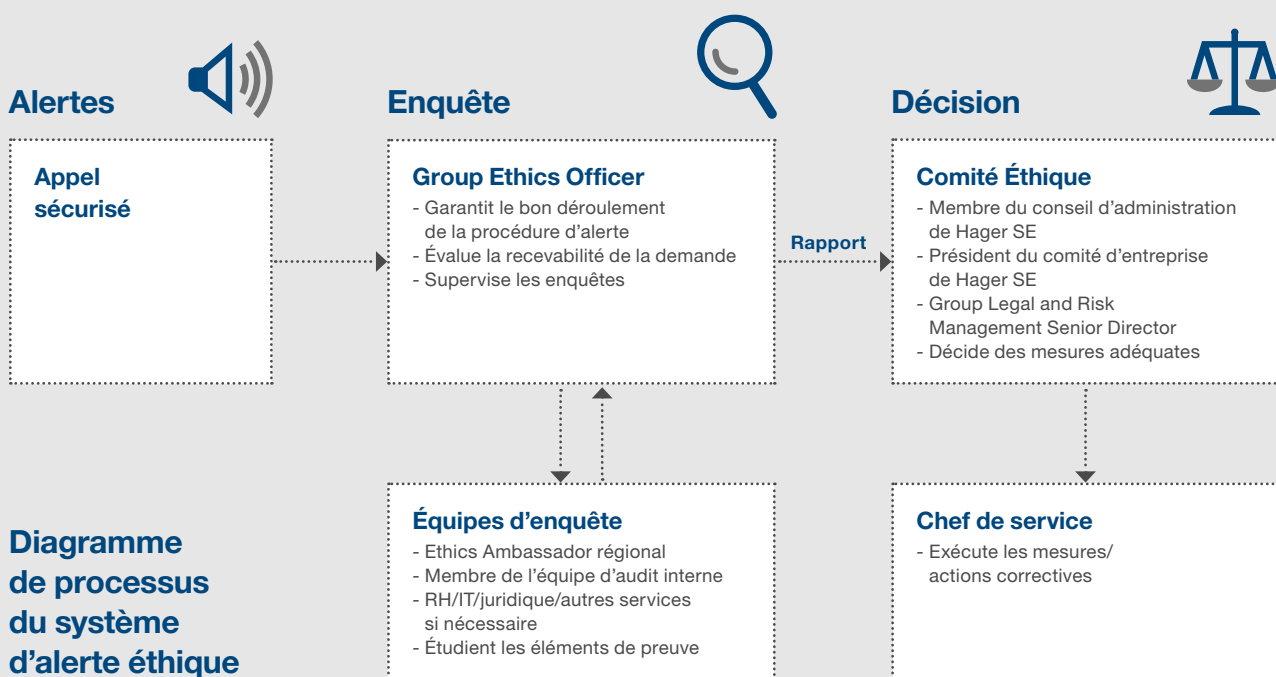 Alertes
Appel
sécurisé
Enquête
Group Ethics Officer
- Garantit le bon déroulement
de la procédure d’alerte
- Évalue la recevabilité de la demande
- Supervise les enquêtes
Rapport
Décision
Comité Éthique
- Membre du conseil d’administration
de Hager SE
- Président du comité d’entreprise
de Hager SE
- Group Legal and Risk
Management Senior Director
- Décide des mesures adéquates
Diagramme
de processus
du système
d’alerte éthique
Équipes d’enquête
- Ethics Ambassador régional
- Membre de l’équipe d’audit interne
- RH/IT/juridique/autres services
si nécessaire
- Étudient les éléments de preuve
Chef de service
- Exécute les mesures/
actions correctives